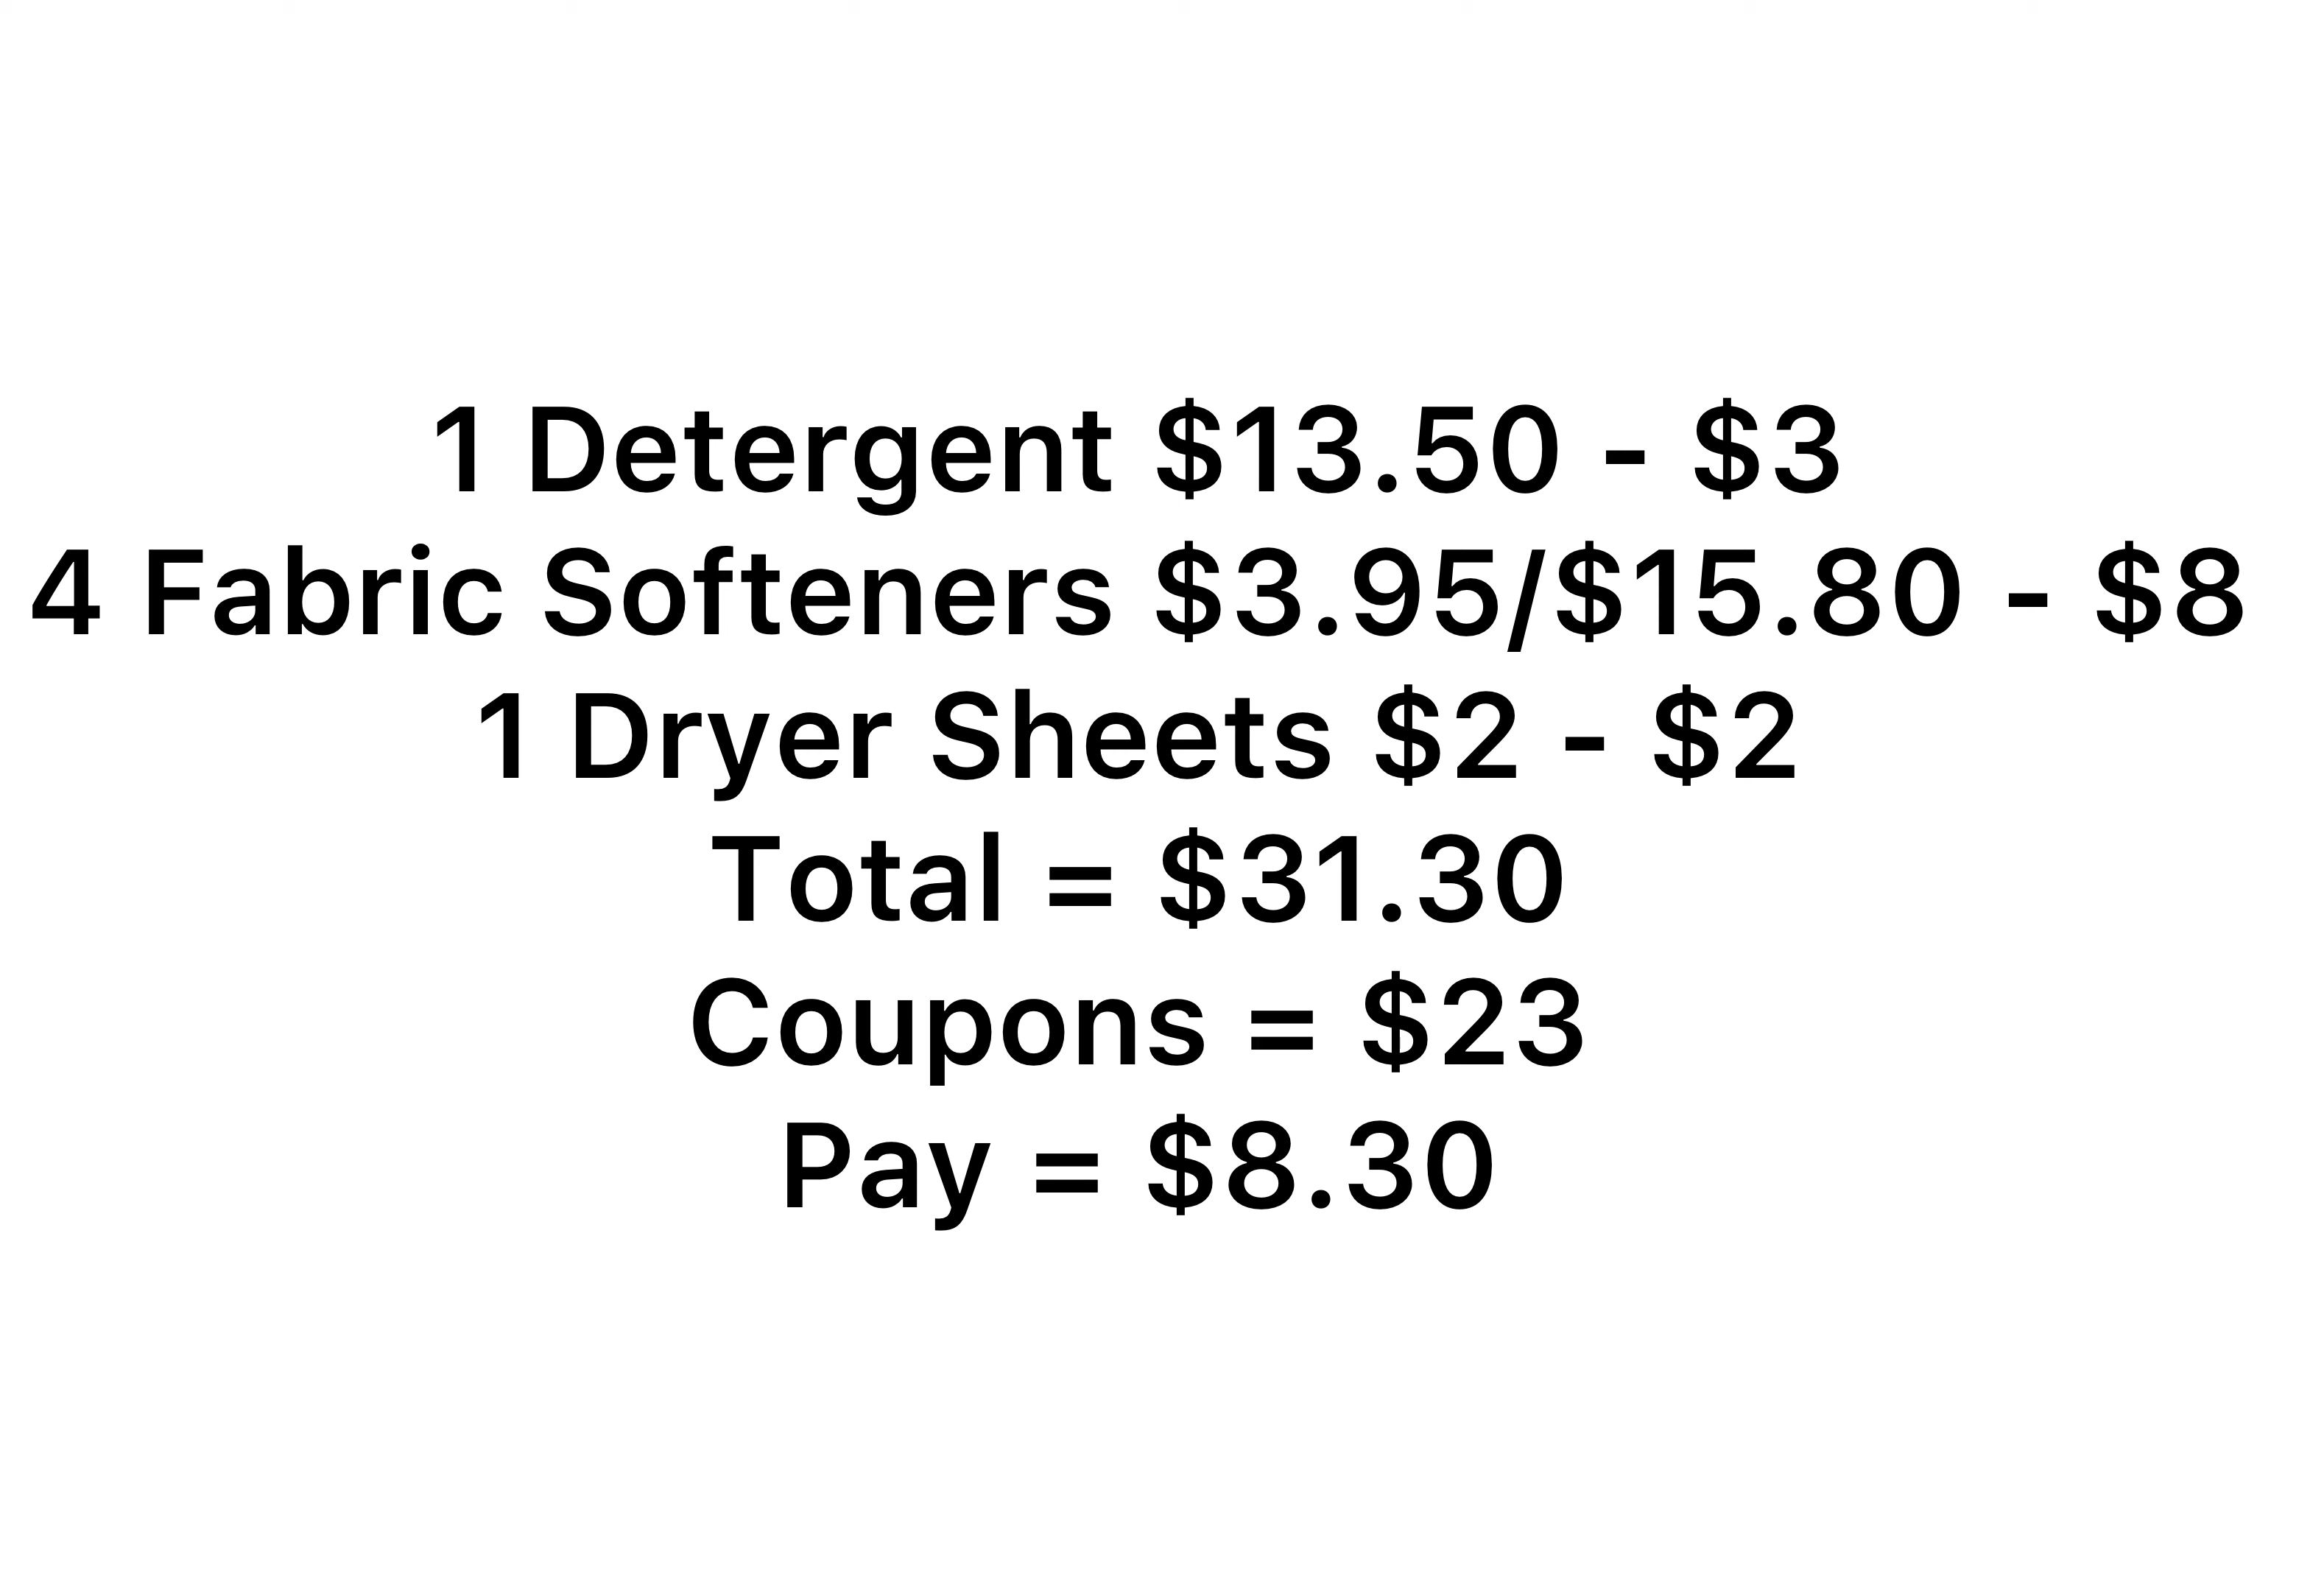 1 Detergent $13.50 - $3
4 Fabric Softeners $3.95/$15.80 - $8
1 Dryer Sheets $2 - $2
Total = $31.30
Coupons = $23
Pay = $8.30